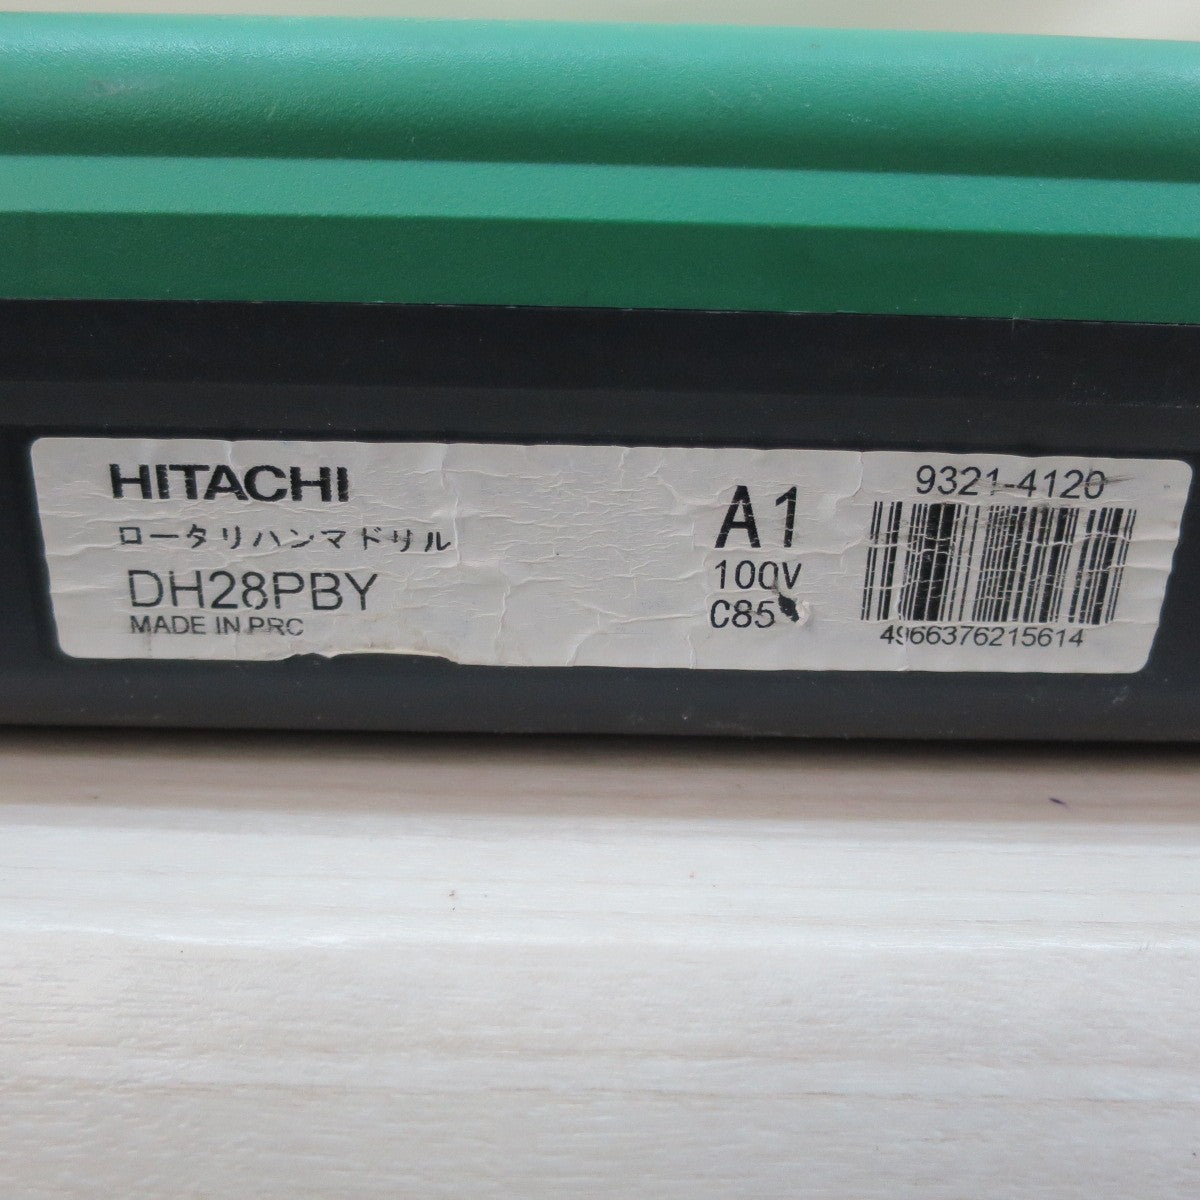 HITACHI
ロータリハンマドリル
DH28PBY
MADE IN PRC
A1
100V
C85
9321-4120
4966376215614